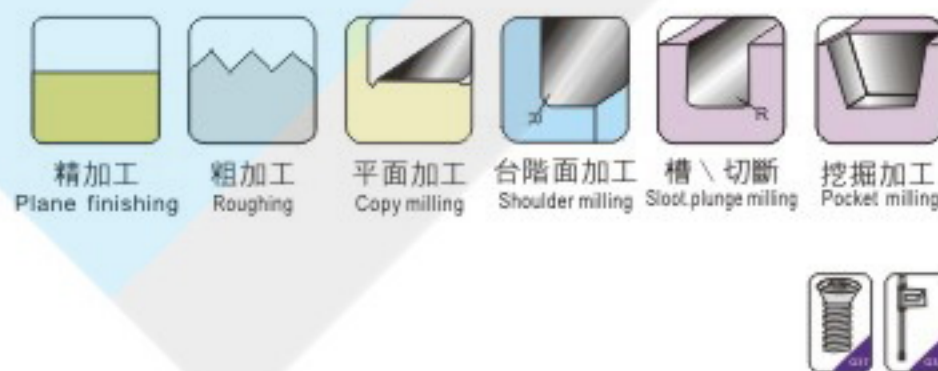 精加工
Plane finishing
粗加工
Roughing
平面加工
Copy milling
台階面加工
Shoulder milling
槽 \ 切斷
Sloot.plunge milling
挖掘加工
Pocket milling
R
R